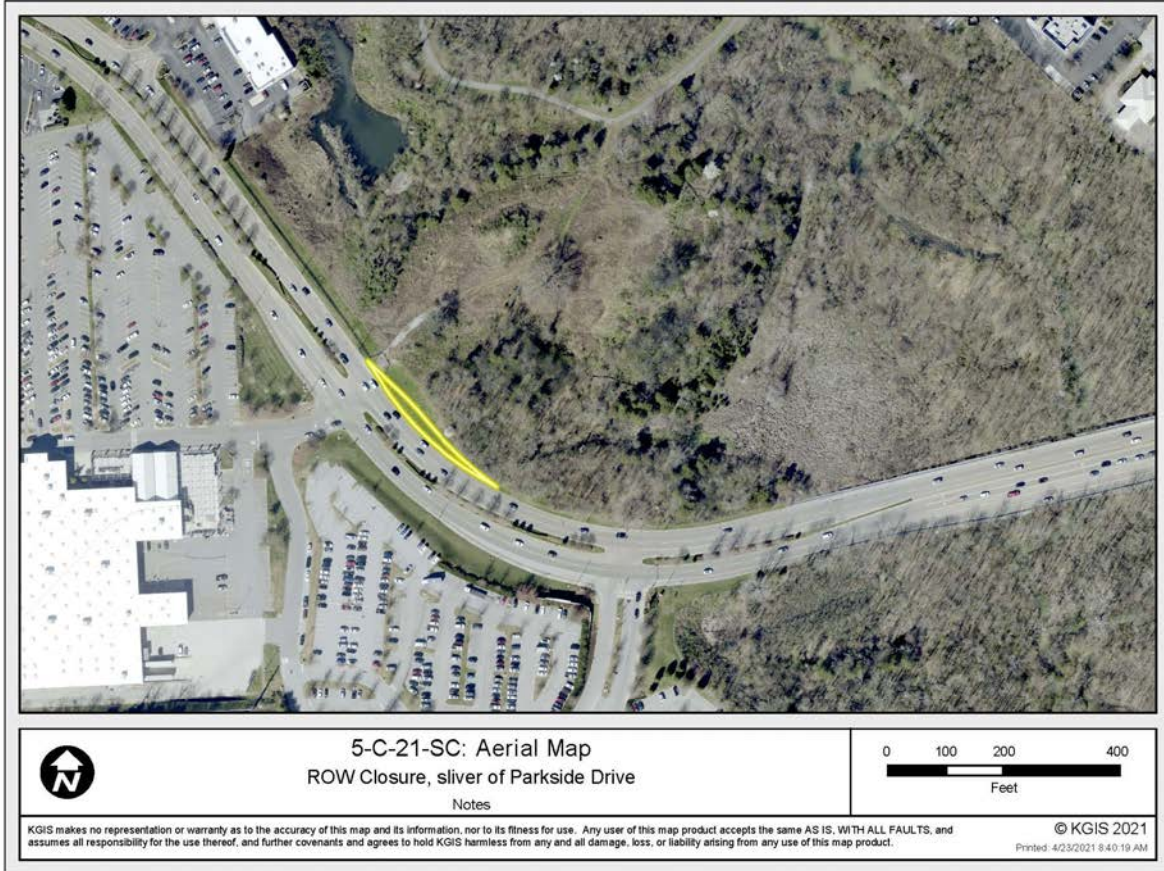 N
5-C-21-SC: Aerial Map
ROW Closure, sliver of Parkside Drive
Notes
0 100 200 400
Feet
KGIS makes no representation or warranty as to the accuracy of this map and its information, nor to its fitness for use. Any user of this map product accepts the same AS IS, WITH ALL FAULTS, and
assumes all responsibility for the use thereof, and further covenants and agrees to hold KGIS harmless from any and all damage, loss, or liability arising from any use of this map product.
© KGIS 2021
Printed: 4/23/2021 8:40:19 AM